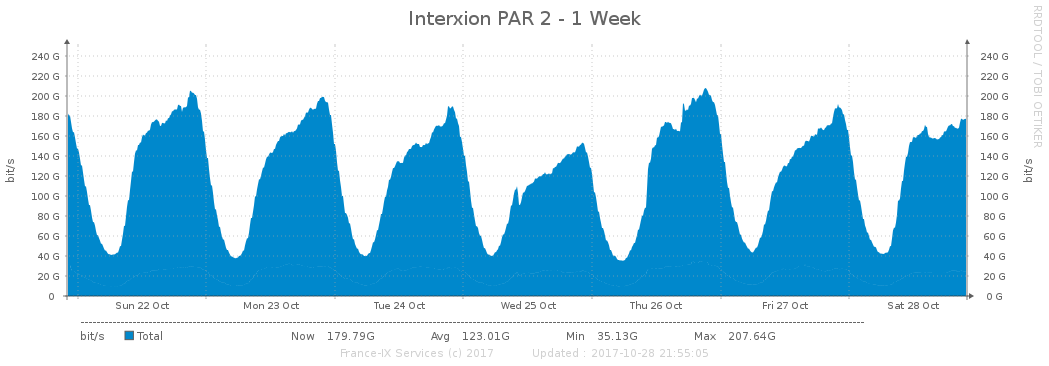 Interxion PAR 2 - 1 Week
RRDTOOL / TOBI OETIKER
240 G 240 G
220 G 220 G
200 G 200 G
180 G 180 G
160 G 160 G
140 G 140 G
120 G 120 G
100 G 100 G
80 G 80 G
60 G 60 G
40 G 40 G
20 G 20 G
0 0 G
bit/s bit/s
Sun 22 Oct Mon 23 Oct Tue 24 Oct Wed 25 Oct Thu 26 Oct Fri 27 Oct Sat 28 Oct
bit/s Total Now 179.79G Avg 123.01G Min 35.13G Max 207.64G
France-IX Services (c) 2017 Updated : 2017-10-28 21:55:05